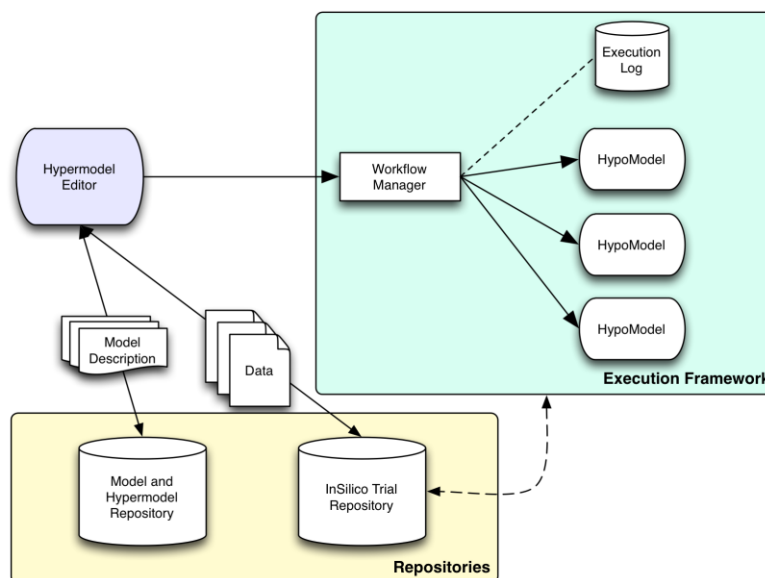 Execution
Log
Hypermodel
Editor
Workflow
Manager
HypoModel
HypoModel
HypoModel
Model
Description
Data
Execution Framework
Model and
Hypermodel
Repository
InSilico Trial
Repository
Repositories